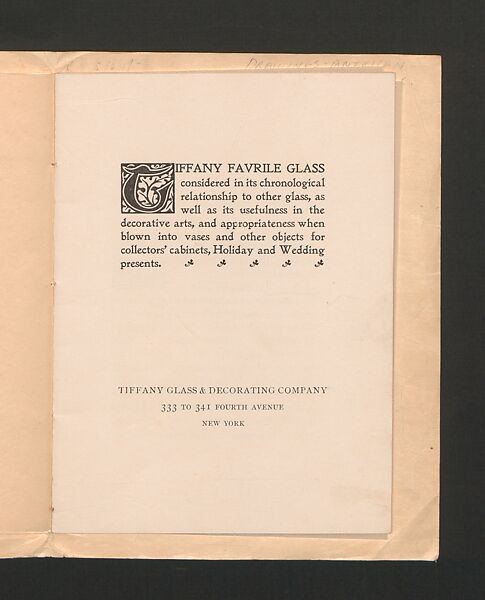 DRAWINGS-AMERICAN
TIFFANY FAVRILE GLASS
considered in its chronological
relationship to other glass, as
well as its usefulness in the
decorative arts, and appropriateness when
blown into vases and other objects for
collectors' cabinets, Holiday and Wedding
presents.
TIFFANY GLASS & DECORATING COMPANY
333 TO 341 FOURTH AVENUE
NEW YORK